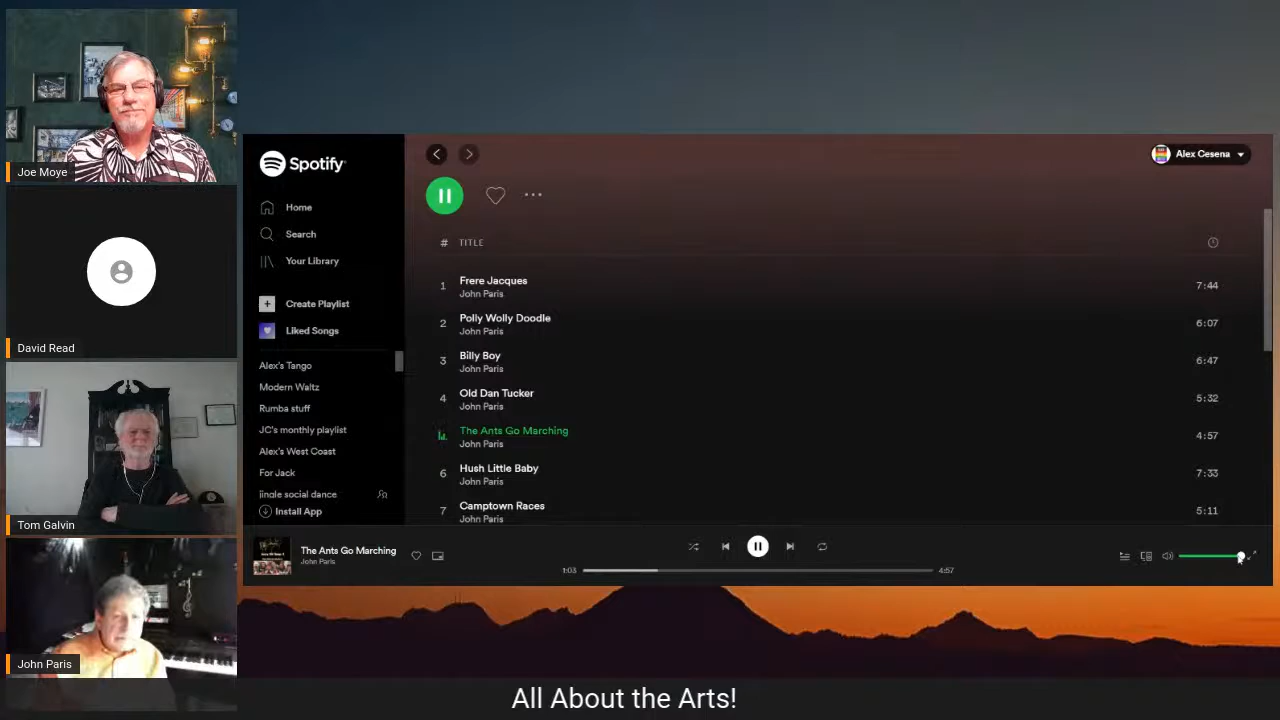 Joe Moye
David Read
Tom Galvin
John Paris
Spotify
Home
Search
Your Library
Create Playlist
Liked Songs
Alex's Tango
Modern Waltz
Rumba stuff
JC's monthly playlist
Alex's West Coast
For Jack
jingle social dance
Install App
Alex Cesena
# TITLE
1 Frere Jacques 7:44
John Paris
2 Polly Wolly Doodle 6:07
John Paris
3 Billy Boy 6:47
John Paris
4 Old Dan Tucker 5:32
John Paris
The Ants Go Marching 4:57
John Paris
6 Hush Little Baby 7:33
John Paris
7 Camptown Races 5:11
John Paris
The Ants Go Marching
John Paris
1:03 4:57
All About the Arts!